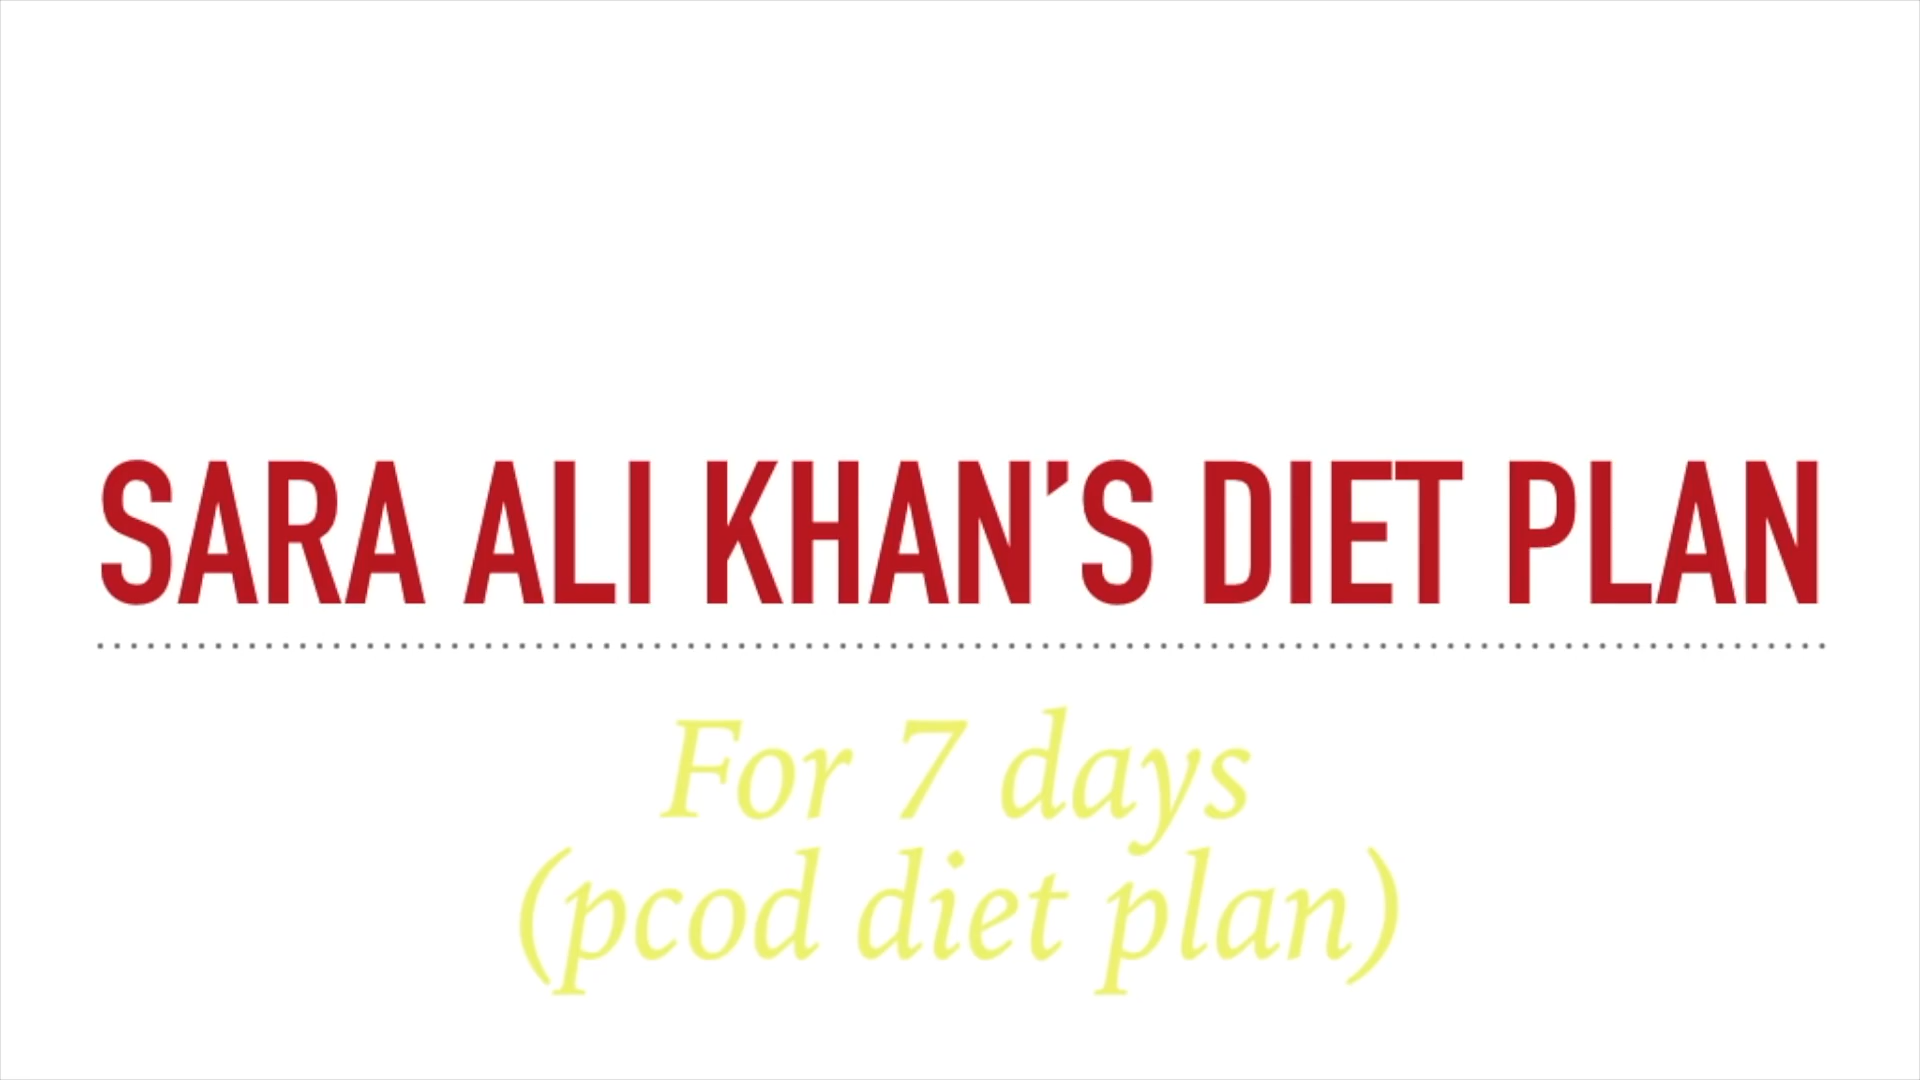 SARA ALI KHAN’S DIET PLAN
For 7 days
(pcod diet plan)